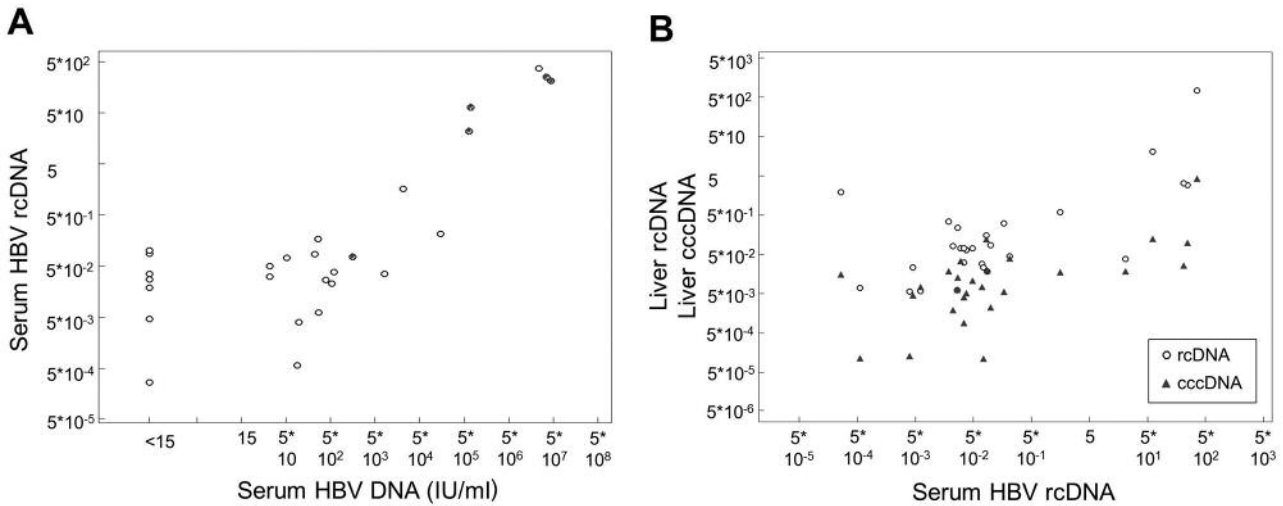 A
Serum HBV rcDNA
5*10²
5*10
5
5*10⁻¹
5*10⁻²
5*10⁻³
5*10⁻⁴
5*10⁻⁵
<15 15 5* 5* 5* 5* 5* 5* 5* 5*
10 10² 10³ 10⁴ 10⁵ 10⁶ 10⁷ 10⁸
Serum HBV DNA (IU/ml)
B
Liver rcDNA
Liver cccDNA
5*10³
5*10²
5*10
5
5*10⁻¹
5*10⁻²
5*10⁻³
5*10⁻⁴
5*10⁻⁵
5*10⁻⁶
rcDNA
cccDNA
5* 5* 5* 5* 5* 5 5* 5* 5*
10⁻⁵ 10⁻⁴ 10⁻³ 10⁻² 10⁻¹ 10¹ 10² 10³
Serum HBV rcDNA